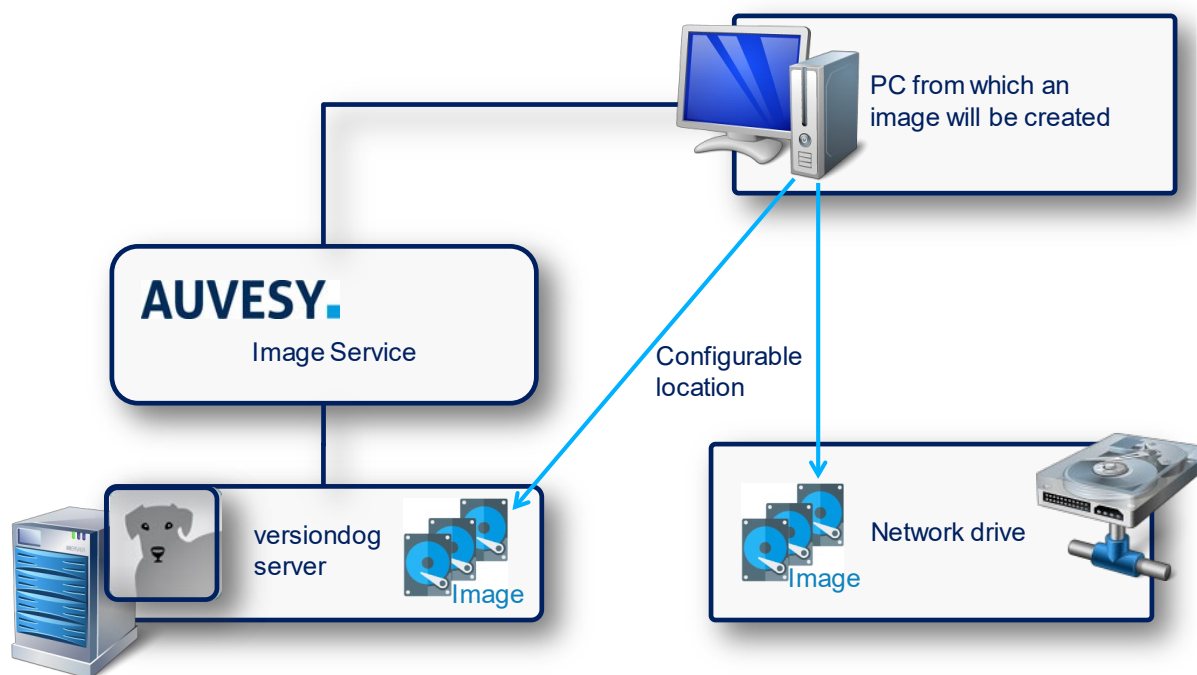 PC from which an
image will be created
AUVESY
Image Service
Configurable
location
versiondog
server
Image
Network drive
Image